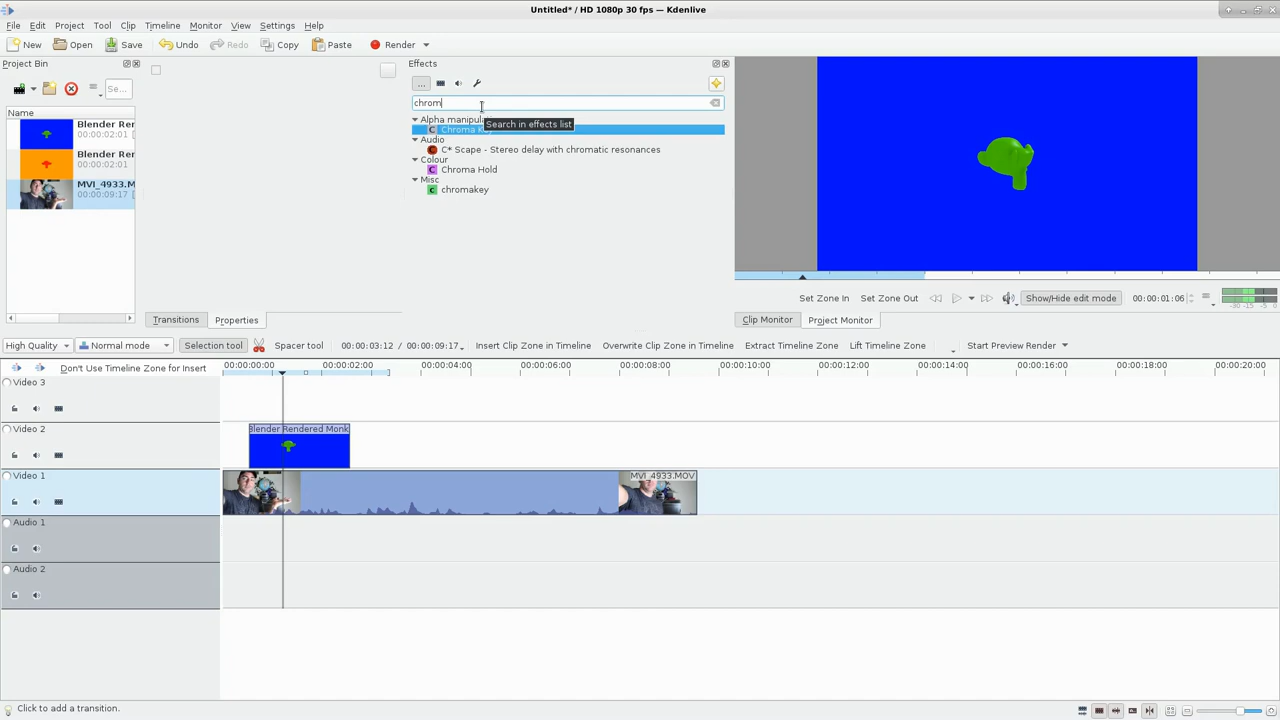 Untitled* / HD 1080p 30 fps — Kdenlive
File Edit Project Tool Clip Timeline Monitor View Settings Help
New Open Save Undo Redo Copy Paste Render
Project Bin
Effects
Se...
chrom
Name
Search in effects list
Blender Rer
00:00:02:01
Blender Rer
00:00:02:01
MVI_4933.M
00:00:09:17
Alpha manipul
Chroma K
Audio
C* Scape - Stereo delay with chromatic resonances
Colour
Chroma Hold
Misc
chromakey
Set Zone In Set Zone Out Show/Hide edit mode 00:00:01:06
-30 -15 -5 0
Transitions Properties Clip Monitor Project Monitor
High Quality Normal mode Selection tool Spacer tool 00:00:03:12 / 00:00:09:17 Insert Clip Zone in Timeline Overwrite Clip Zone in Timeline Extract Timeline Zone Lift Timeline Zone Start Preview Render
Don't Use Timeline Zone for Insert
00:00:00:00 00:00:02:00 00:00:04:00 00:00:06:00 00:00:08:00 00:00:10:00 00:00:12:00 00:00:14:00 00:00:16:00 00:00:18:00 00:00:20:00
Video 3
Video 2
Blender Rendered Monk
Video 1
MVI_4933.MOV
Audio 1
Audio 2
Click to add a transition.